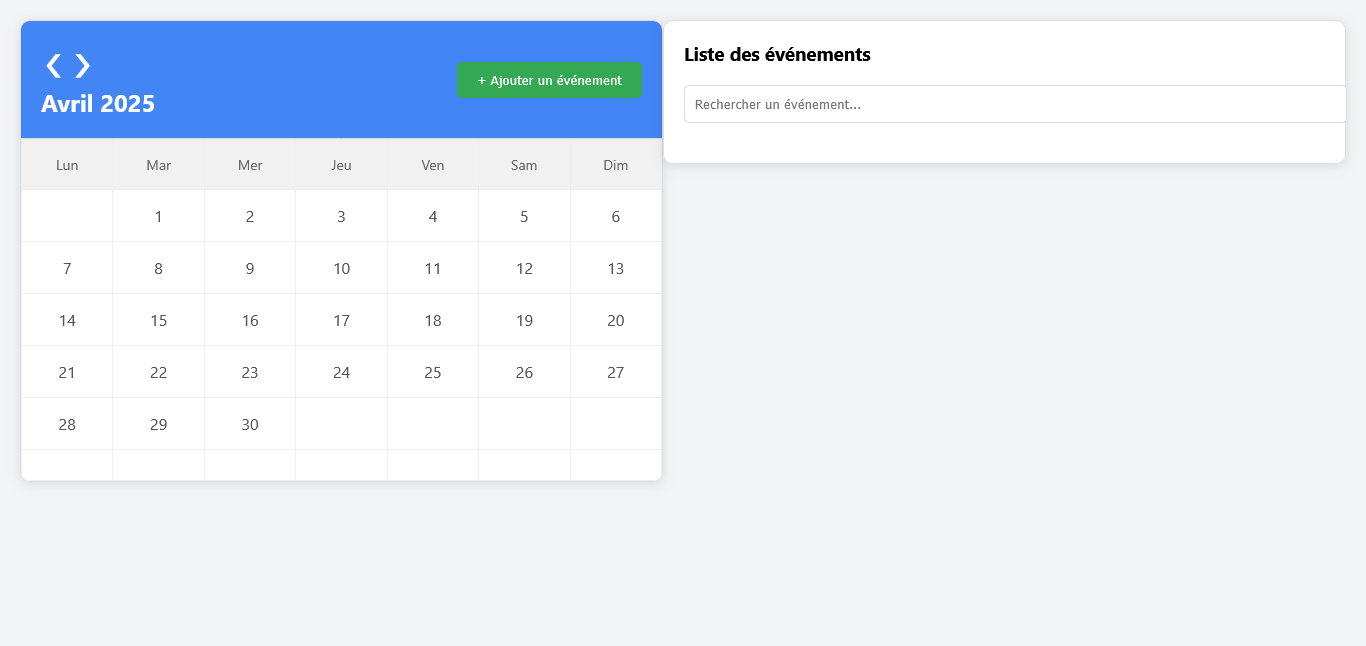 ❮ ❯
Avril 2025
+ Ajouter un événement
Lun Mar Mer Jeu Ven Sam Dim
1 2 3 4 5 6
7 8 9 10 11 12 13
14 15 16 17 18 19 20
21 22 23 24 25 26 27
28 29 30
Liste des événements
Rechercher un événement...